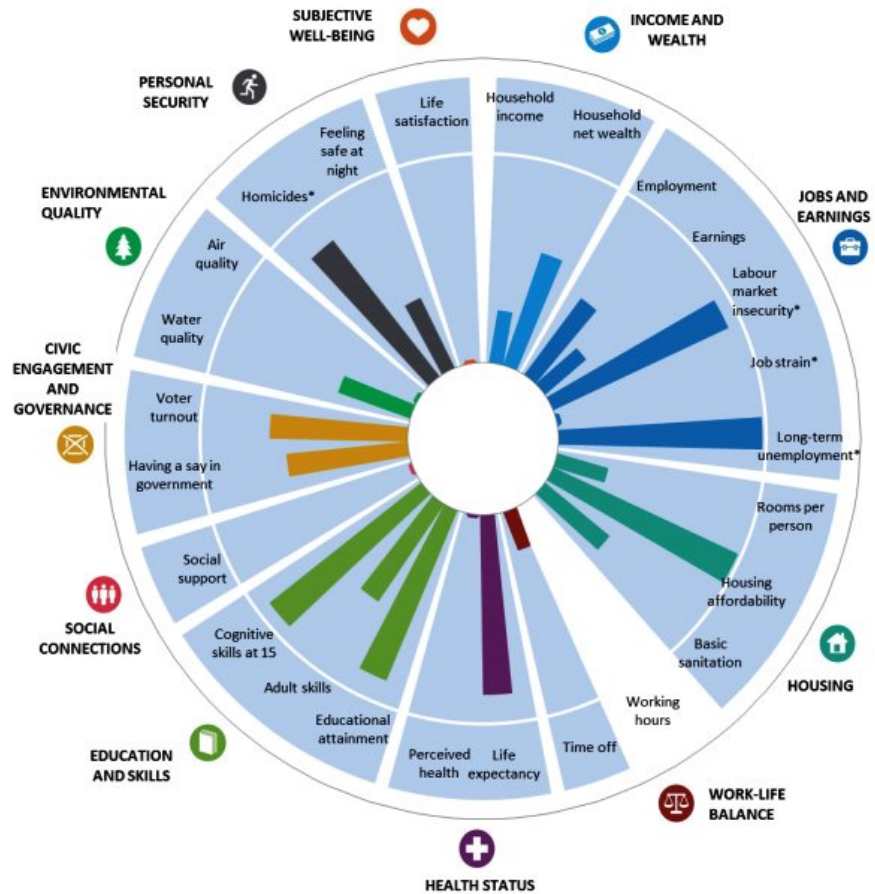 SUBJECTIVE
WELL-BEING
INCOME AND
WEALTH
PERSONAL
SECURITY
Life
satisfaction
Household
income
Household
net wealth
Feeling
safe at
night
Homicides*
Employment
ENVIRONMENTAL
QUALITY
JOBS AND
EARNINGS
Air
quality
Earnings
Labour
market
insecurity*
Water
quality
CIVIC
ENGAGEMENT
AND
GOVERNANCE
Job strain*
Voter
turnout
Having a say in
government
Long-term
unemployment*
Rooms per
person
Social
support
Housing
affordability
SOCIAL
CONNECTIONS
Cognitive
skills at 15
Basic
sanitation
HOUSING
Adult skills
Educational
attainment
Working
hours
EDUCATION
AND SKILLS
Perceived
health
Life
expectancy
Time off
WORK-LIFE
BALANCE
HEALTH STATUS